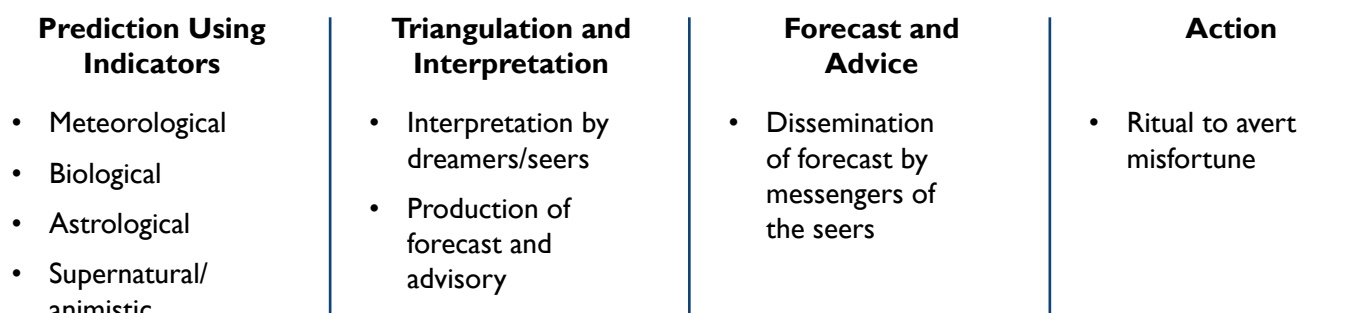 Prediction Using
Indicators
• Meteorological
• Biological
• Astrological
• Supernatural/
animistic
Triangulation and
Interpretation
• Interpretation by
dreamers/seers
• Production of
forecast and
advisory
Forecast and
Advice
• Dissemination
of forecast by
messengers of
the seers
Action
• Ritual to avert
misfortune